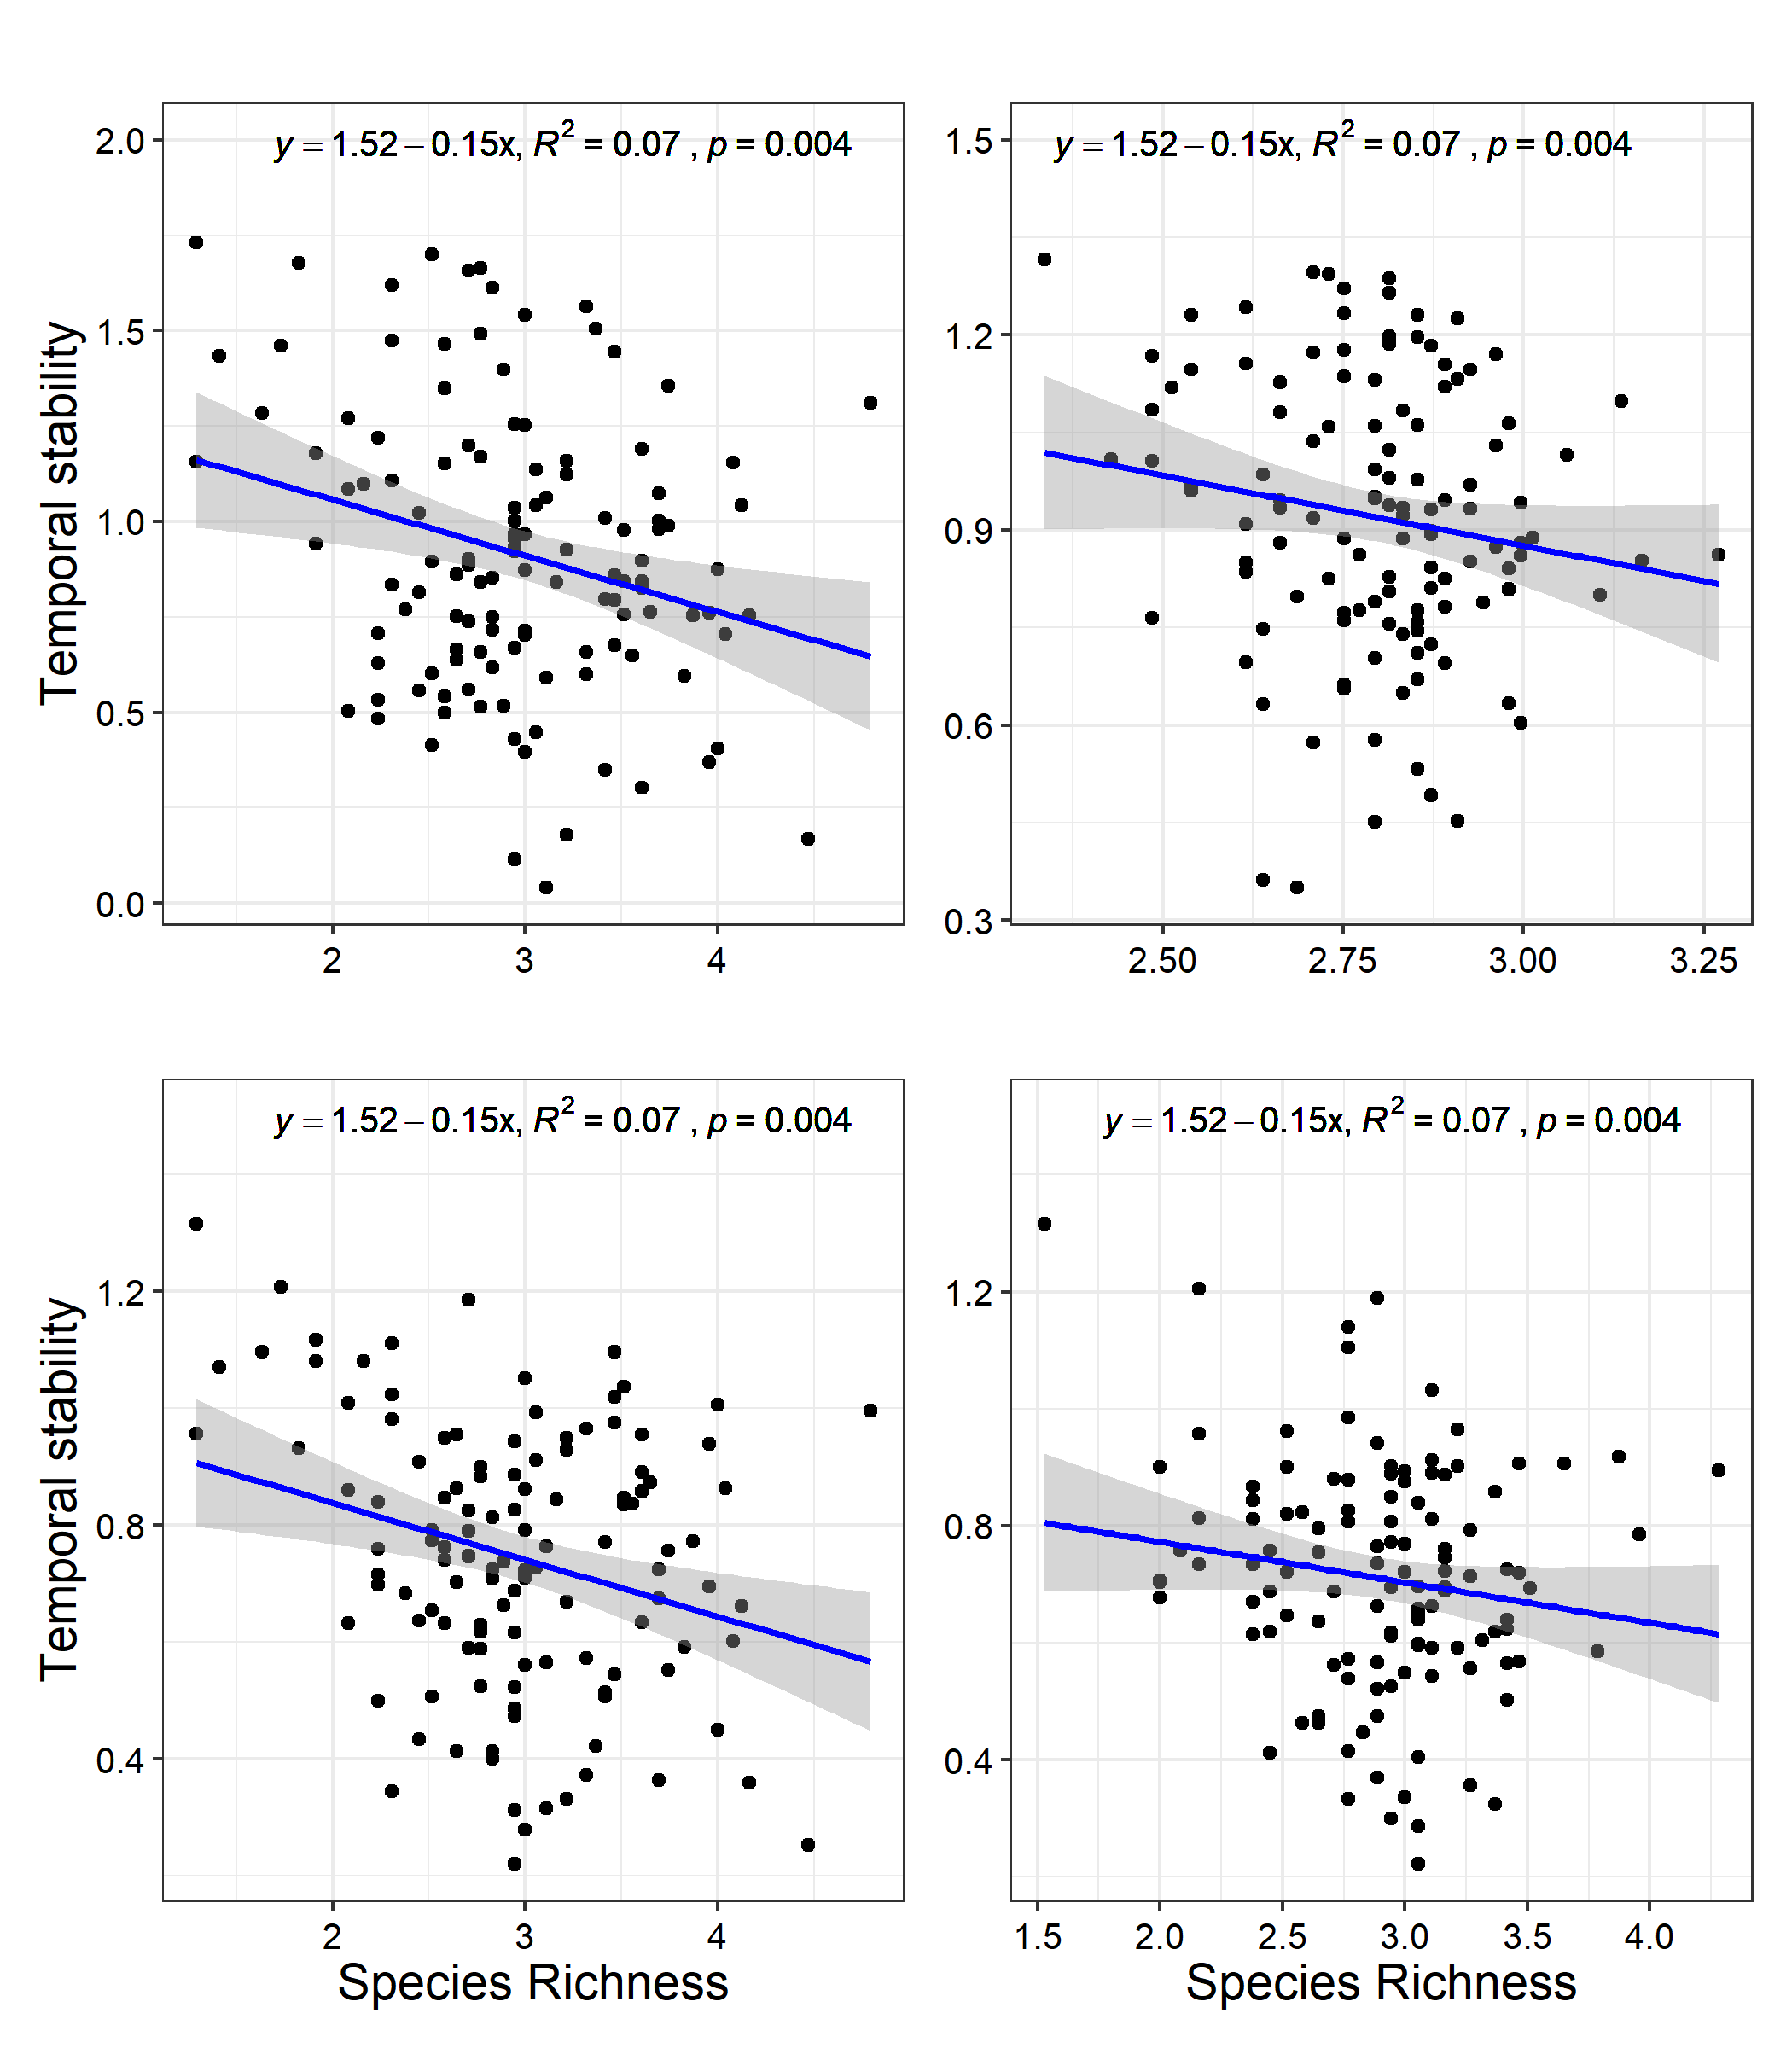 y = 1.52 − 0.15x, R² = 0.07 , p = 0.004
2.0
1.5
1.0
0.5
0.0
2 3 4
Temporal stability
y = 1.52 − 0.15x, R² = 0.07 , p = 0.004
1.5
1.2
0.9
0.6
0.3
2.50 2.75 3.00 3.25
y = 1.52 − 0.15x, R² = 0.07 , p = 0.004
1.2
0.8
0.4
2 3 4
Temporal stability
Species Richness
y = 1.52 − 0.15x, R² = 0.07 , p = 0.004
1.2
0.8
0.4
1.5 2.0 2.5 3.0 3.5 4.0
Species Richness